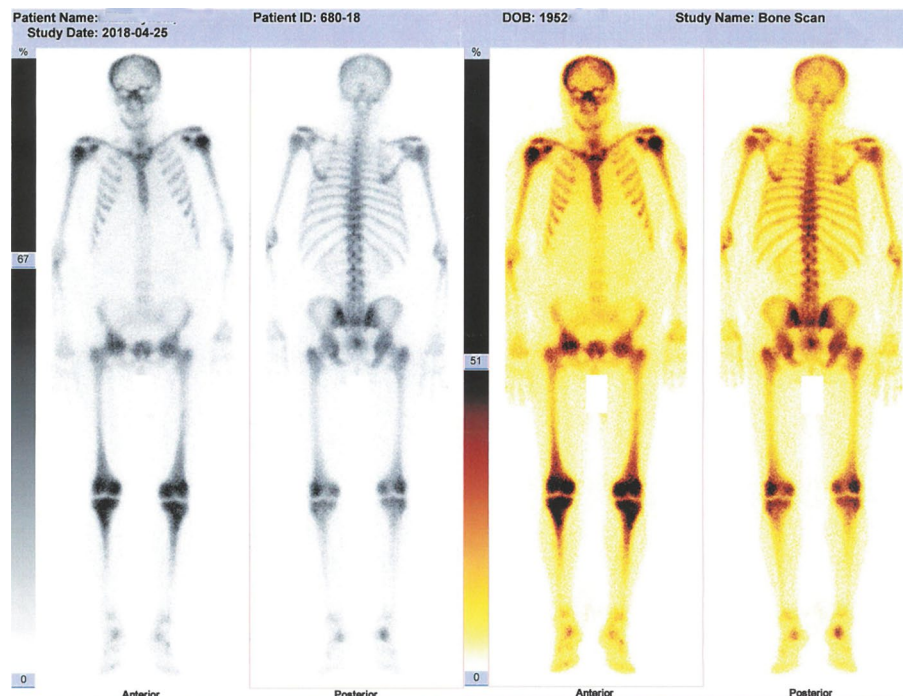 Patient Name: Patient ID: 680-18 DOB: 1952 Study Name: Bone Scan
Study Date: 2018-04-25
% %
67
51
0 0
Anterior Posterior Anterior Posterior